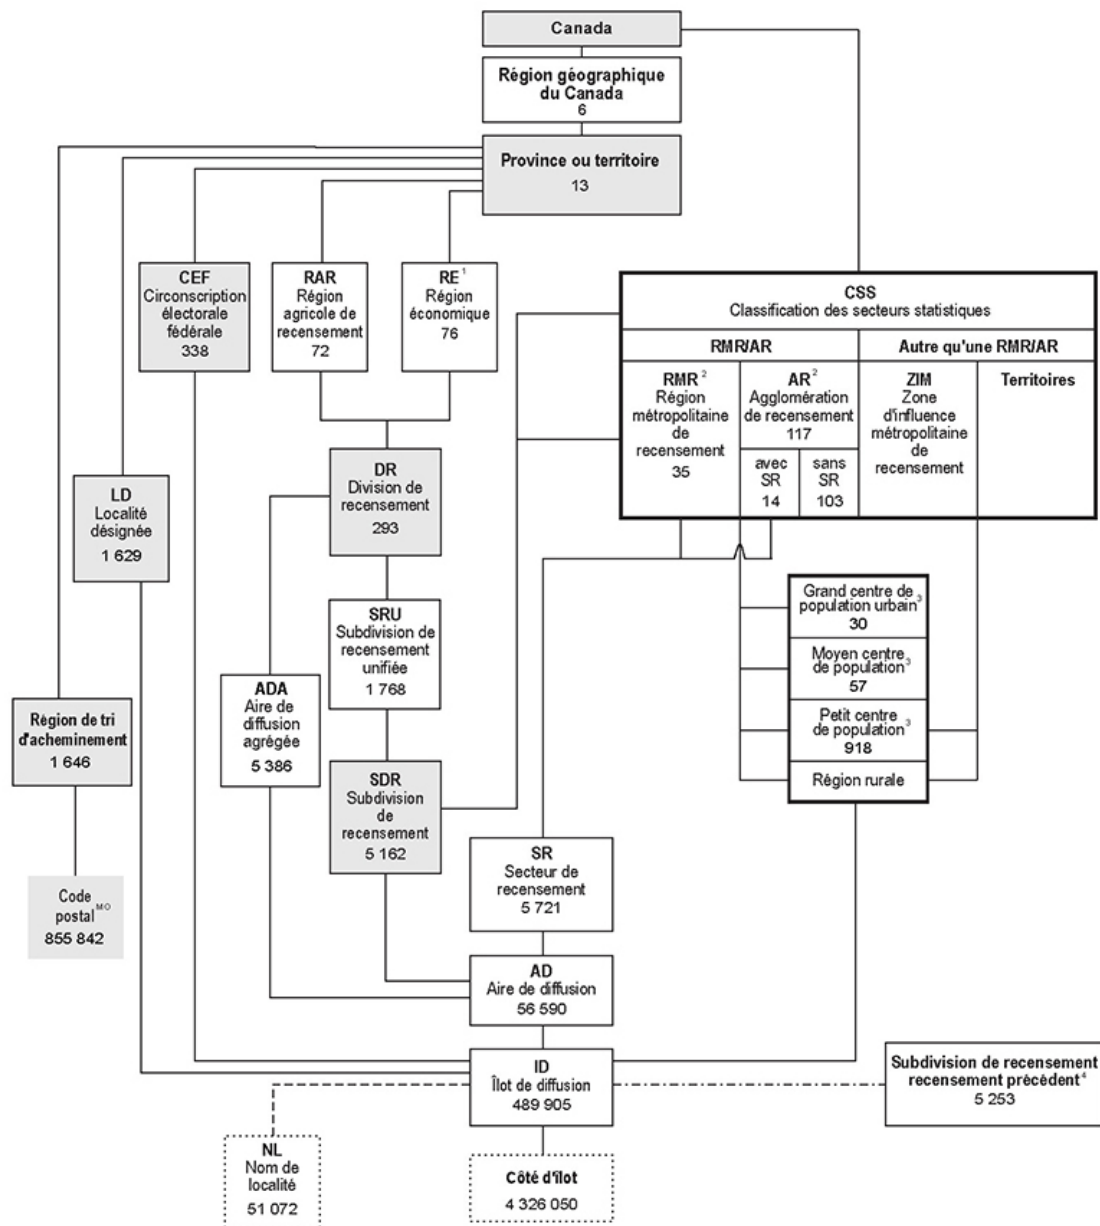 Canada
Région géographique
du Canada
6
Province ou territoire
13
CEF
Circonscription
électorale
fédérale
338
RAR
Région
agricole de
recensement
72
RE¹
Région
économique
76
CSS
Classification des secteurs statistiques
RMR/AR
Autre qu'une RMR/AR
RMR²
Région
métropolitaine
de
recensement
35
AR²
Agglomération
de recensement
117
avec
SR
14
sans
SR
103
ZIM
Zone
d'influence
métropolitaine
de
recensement
Territoires
LD
Localité
désignée
1 629
DR
Division de
recensement
293
SRU
Subdivision de
recensement
unifiée
1 768
ADA
Aire de
diffusion
agrégée
5 386
Grand centre de
population urbain³
30
Moyen centre
de population³
57
Petit centre
de population³
918
Région rurale
Région de tri
d'acheminement
1 646
SDR
Subdivision
de
recensement
5 162
SR
Secteur de
recensement
5 721
Code
postal MO
855 842
AD
Aire de diffusion
56 590
ID
Îlot de diffusion
489 905
Subdivision de recensement
recensement précédent⁴
5 253
NL
Nom de
localité
51 072
Côté d'îlot
4 326 050